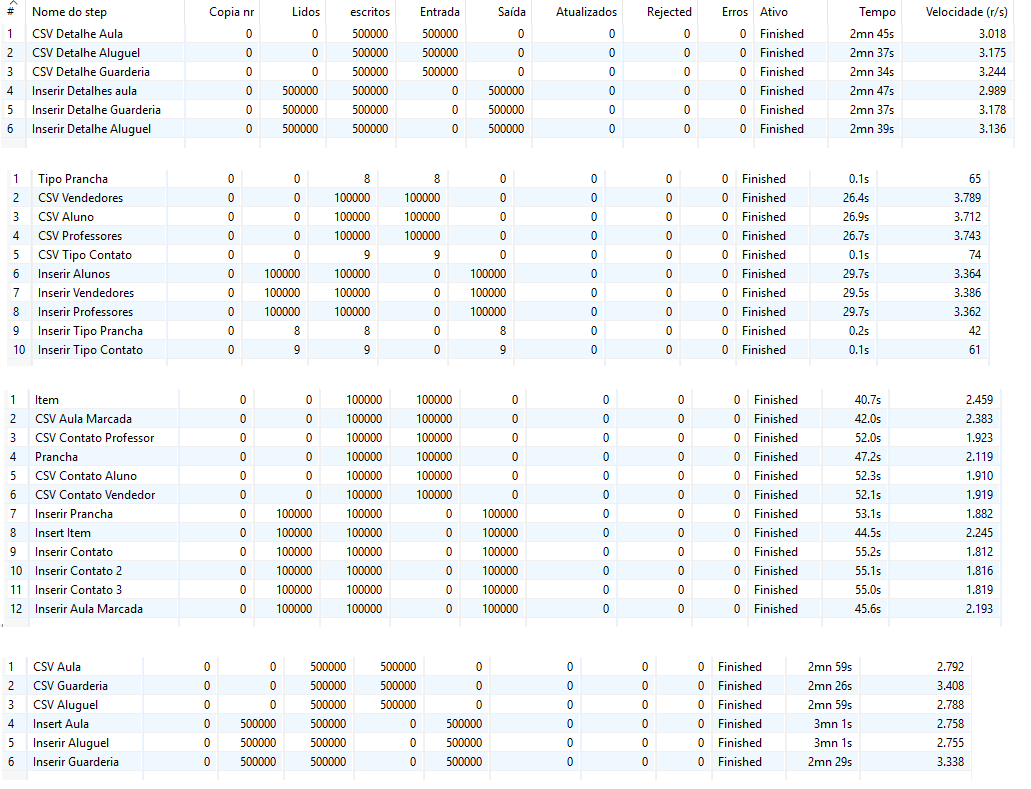 # Nome do step Copia nr Lidos escritos Entrada Saída Atualizados Rejected Erros Ativo Tempo Velocidade (r/s)
1 CSV Detalhe Aula 0 0 500000 500000 0 0 0 0 Finished 2mn 45s 3.018
2 CSV Detalhe Aluguel 0 0 500000 500000 0 0 0 0 Finished 2mn 37s 3.175
3 CSV Detalhe Guarderia 0 0 500000 500000 0 0 0 0 Finished 2mn 34s 3.244
4 Inserir Detalhes aula 0 500000 500000 0 500000 0 0 0 Finished 2mn 47s 2.989
5 Inserir Detalhe Guarderia 0 500000 500000 0 500000 0 0 0 Finished 2mn 37s 3.178
6 Inserir Detalhe Aluguel 0 500000 500000 0 500000 0 0 0 Finished 2mn 39s 3.136
1 Tipo Prancha 0 0 8 8 0 0 0 0 Finished 0.1s 65
2 CSV Vendedores 0 0 100000 100000 0 0 0 0 Finished 26.4s 3.789
3 CSV Aluno 0 0 100000 100000 0 0 0 0 Finished 26.9s 3.712
4 CSV Professores 0 0 100000 100000 0 0 0 0 Finished 26.7s 3.743
5 CSV Tipo Contato 0 0 9 9 0 0 0 0 Finished 0.1s 74
6 Inserir Alunos 0 100000 100000 0 100000 0 0 0 Finished 29.7s 3.364
7 Inserir Vendedores 0 100000 100000 0 100000 0 0 0 Finished 29.5s 3.386
8 Inserir Professores 0 100000 100000 0 100000 0 0 0 Finished 29.7s 3.362
9 Inserir Tipo Prancha 0 8 8 0 8 0 0 0 Finished 0.2s 42
10 Inserir Tipo Contato 0 9 9 0 9 0 0 0 Finished 0.1s 61
1 Item 0 0 100000 100000 0 0 0 0 Finished 40.7s 2.459
2 CSV Aula Marcada 0 0 100000 100000 0 0 0 0 Finished 42.0s 2.383
3 CSV Contato Professor 0 0 100000 100000 0 0 0 0 Finished 52.0s 1.923
4 Prancha 0 0 100000 100000 0 0 0 0 Finished 47.2s 2.119
5 CSV Contato Aluno 0 0 100000 100000 0 0 0 0 Finished 52.3s 1.910
6 CSV Contato Vendedor 0 0 100000 100000 0 0 0 0 Finished 52.1s 1.919
7 Inserir Prancha 0 100000 100000 0 100000 0 0 0 Finished 53.1s 1.882
8 Insert Item 0 100000 100000 0 100000 0 0 0 Finished 44.5s 2.245
9 Inserir Contato 0 100000 100000 0 100000 0 0 0 Finished 55.2s 1.812
10 Inserir Contato 2 0 100000 100000 0 100000 0 0 0 Finished 55.1s 1.816
11 Inserir Contato 3 0 100000 100000 0 100000 0 0 0 Finished 55.0s 1.819
12 Inserir Aula Marcada 0 100000 100000 0 100000 0 0 0 Finished 45.6s 2.193
1 CSV Aula 0 0 500000 500000 0 0 0 0 Finished 2mn 59s 2.792
2 CSV Guarderia 0 0 500000 500000 0 0 0 0 Finished 2mn 26s 3.408
3 CSV Aluguel 0 0 500000 500000 0 0 0 0 Finished 2mn 59s 2.788
4 Insert Aula 0 500000 500000 0 500000 0 0 0 Finished 3mn 1s 2.758
5 Inserir Aluguel 0 500000 500000 0 500000 0 0 0 Finished 3mn 1s 2.755
6 Inserir Guarderia 0 500000 500000 0 500000 0 0 0 Finished 2mn 29s 3.338